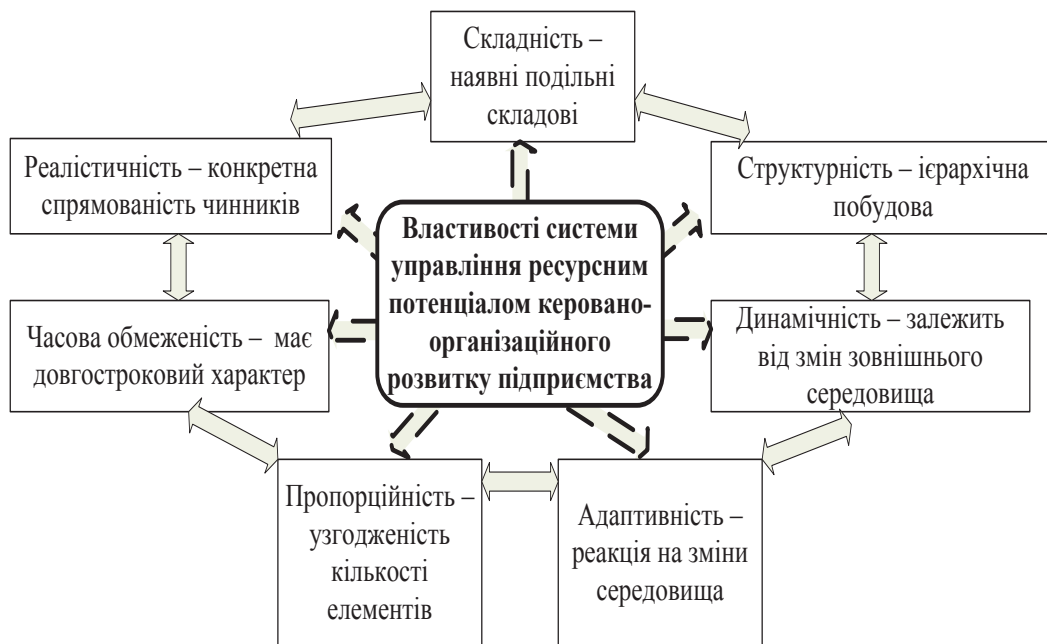 Складність –
наявні подільні
складові
Реалістичність – конкретна
спрямованість чинників
Структурність – ієрархічна
побудова
Властивості системи
управління ресурсним
потенціалом керовано-
організаційного
розвитку підприємства
Часова обмеженість –  має
довгостроковий характер
Динамічність – залежить
від змін зовнішнього
середовища
Пропорційність –
узгодженість
кількості
елементів
Адаптивність –
реакція на зміни
середовища